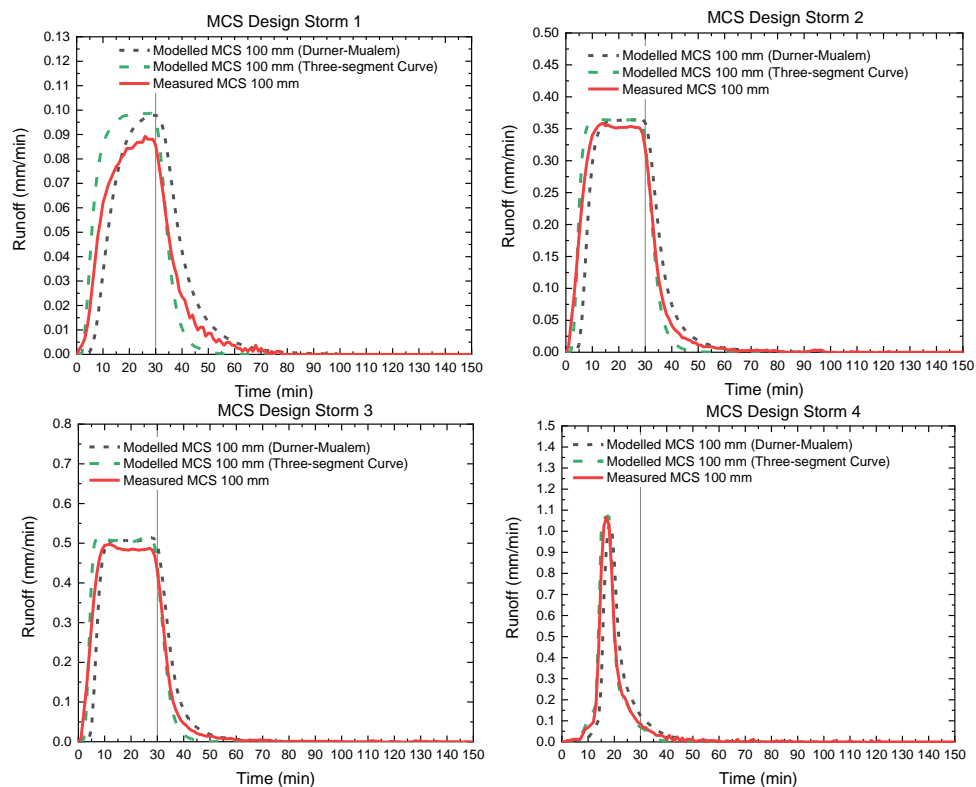 MCS Design Storm 1
0.13
0.12
0.11
0.10
0.09
0.08
0.07
0.06
0.05
0.04
0.03
0.02
0.01
0.00
Runoff (mm/min)
Modelled MCS 100 mm (Durner-Mualem)
Modelled MCS 100 mm (Three-segment Curve)
Measured MCS 100 mm
0 10 20 30 40 50 60 70 80 90 100 110 120 130 140 150
Time (min)
MCS Design Storm 2
0.50
0.45
0.40
0.35
0.30
0.25
0.20
0.15
0.10
0.05
0.00
Runoff (mm/min)
Modelled MCS 100 mm (Durner-Mualem)
Modelled MCS 100 mm (Three-segment Curve)
Measured MCS 100 mm
0 10 20 30 40 50 60 70 80 90 100 110 120 130 140 150
Time (min)
MCS Design Storm 3
0.8
0.7
0.6
0.5
0.4
0.3
0.2
0.1
0.0
Runoff (mm/min)
Modelled MCS 100 mm (Durner-Mualem)
Modelled MCS 100 mm (Three-segment Curve)
Measured MCS 100 mm
0 10 20 30 40 50 60 70 80 90 100 110 120 130 140 150
Time (min)
MCS Design Storm 4
1.5
1.4
1.3
1.2
1.1
1.0
0.9
0.8
0.7
0.6
0.5
0.4
0.3
0.2
0.1
0.0
Runoff (mm/min)
Modelled MCS 100 mm (Durner-Mualem)
Modelled MCS 100 mm (Three-segment Curve)
Measured MCS 100 mm
0 10 20 30 40 50 60 70 80 90 100 110 120 130 140 150
Time (min)